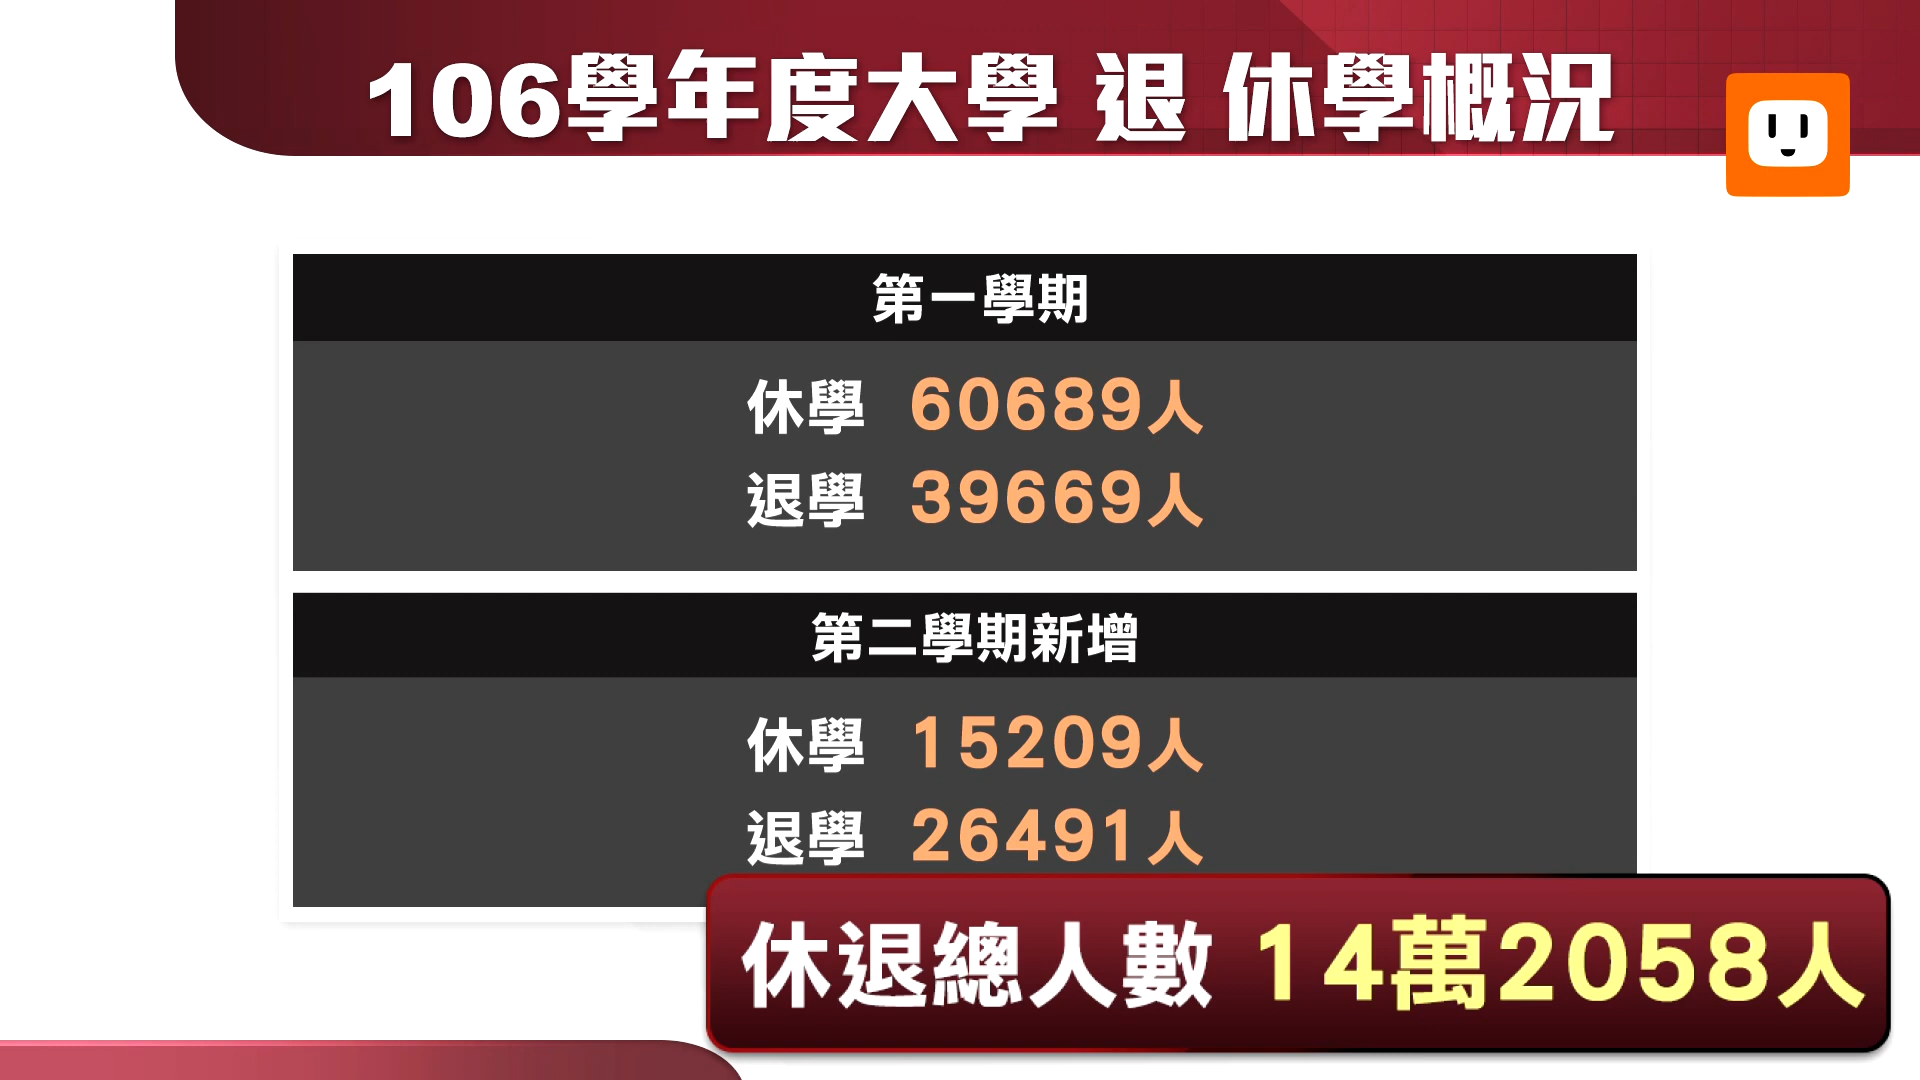 106學年度大學 退 休學概況
第一學期
休學 60689人
退學 39669人
第二學期新增
休學 15209人
退學 26491人
休退總人數 14萬2058人